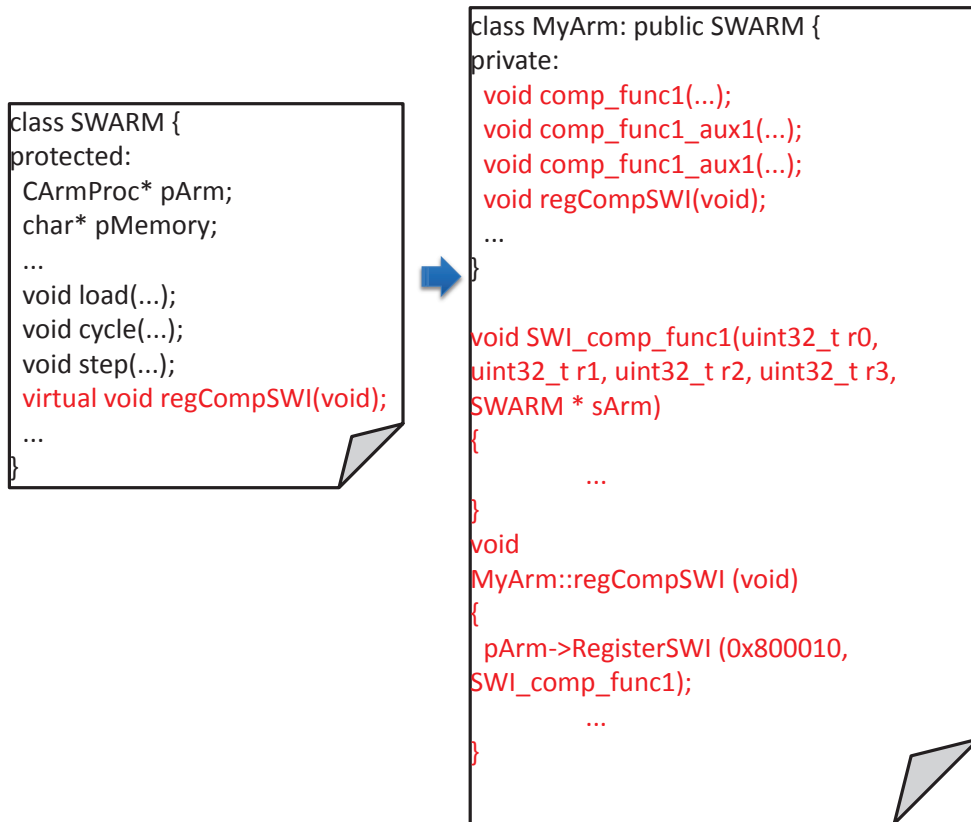 class SWARM {
protected:
CArmProc* pArm;
char* pMemory;
...
void load(...);
void cycle(...);
void step(...);
virtual void regCompSWI(void);
...
}
class MyArm: public SWARM {
private:
void comp_func1(...);
void comp_func1_aux1(...);
void comp_func1_aux1(...);
void regCompSWI(void);
...
}
void SWI_comp_func1(uint32_t r0,
uint32_t r1, uint32_t r2, uint32_t r3,
SWARM * sArm)
{
...
}
void
MyArm::regCompSWI (void)
{
pArm->RegisterSWI (0x800010,
SWI_comp_func1);
...
}